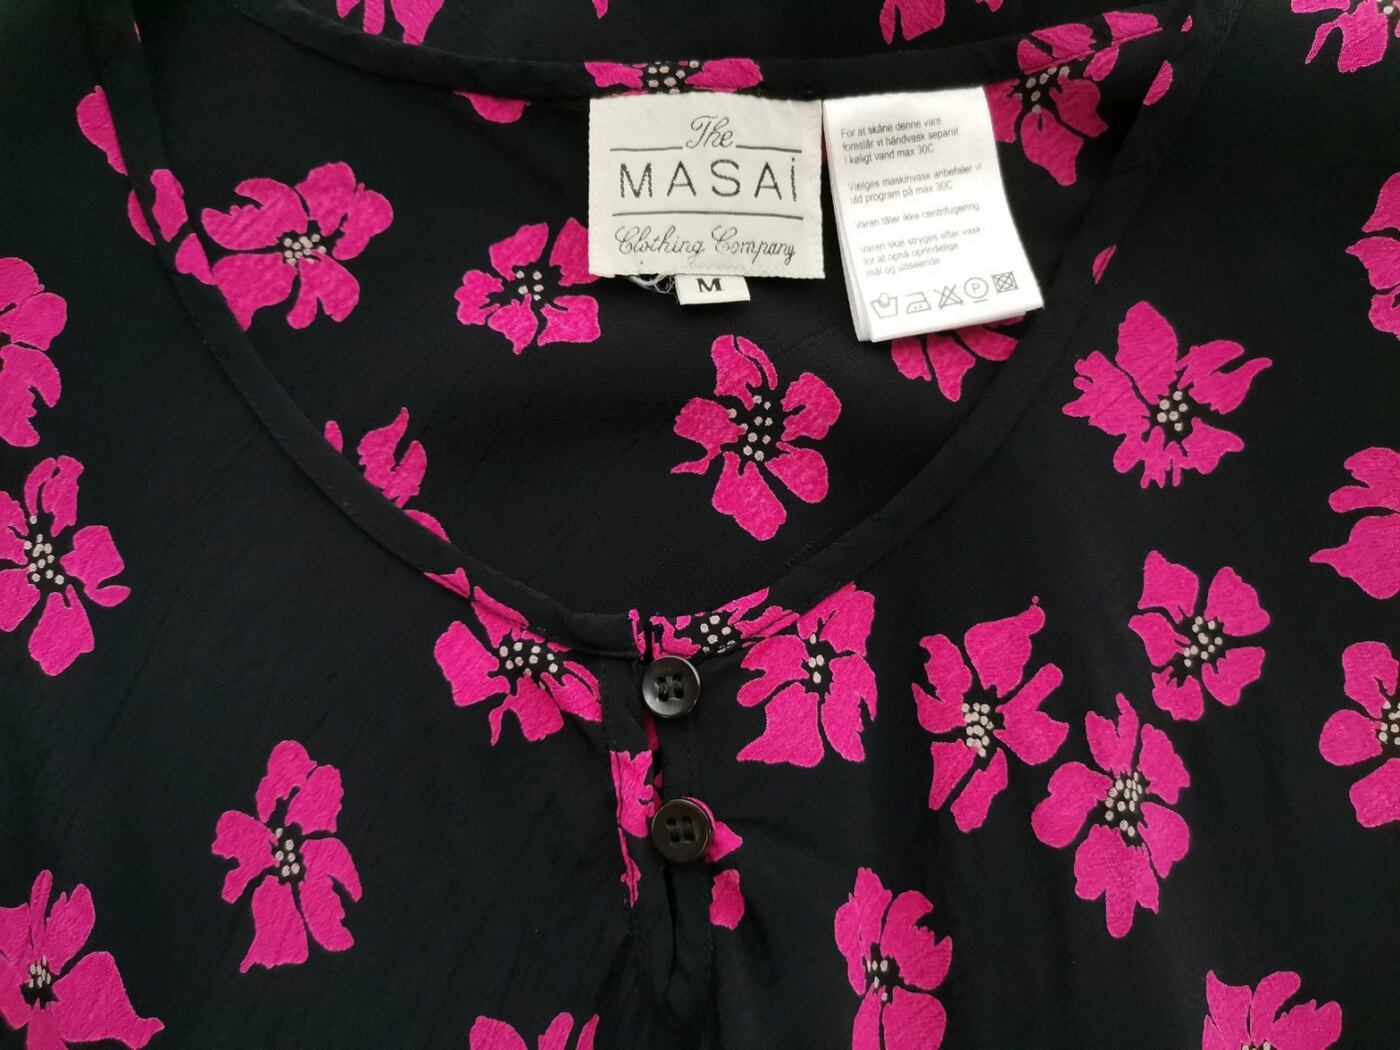 The
MASAI
Clothing Company
M
For at skåne denne vare
foreslår vi håndvask separat
i køligt vand max 30C
Vælges maskinvask anbefaler vi
uld program på max 30C
Varen tåler ikke centrifugering
Varen skal stryges efter vask
for at opnå oprindelige
mål og udseende
P